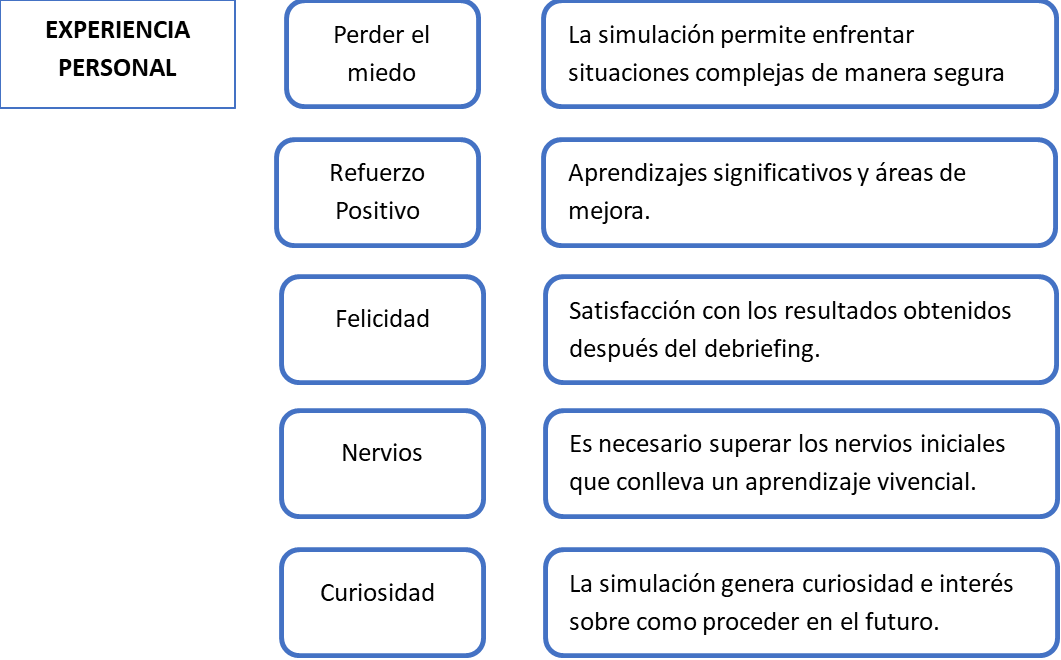 EXPERIENCIA
PERSONAL
Perder el
miedo
La simulación permite enfrentar
situaciones complejas de manera segura
Refuerzo
Positivo
Aprendizajes significativos y áreas de
mejora.
Felicidad
Satisfacción con los resultados obtenidos
después del debriefing.
Nervios
Es necesario superar los nervios iniciales
que conlleva un aprendizaje vivencial.
Curiosidad
La simulación genera curiosidad e interés
sobre como proceder en el futuro.